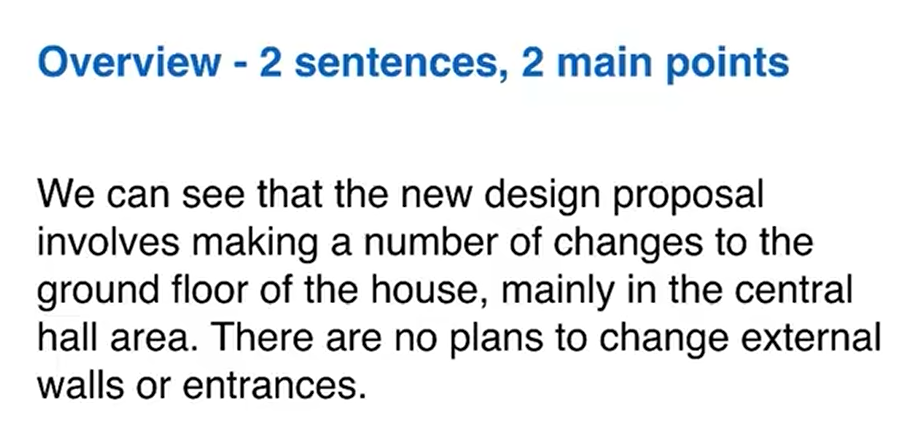 Overview - 2 sentences, 2 main points
We can see that the new design proposal
involves making a number of changes to the
ground floor of the house, mainly in the central
hall area. There are no plans to change external
walls or entrances.